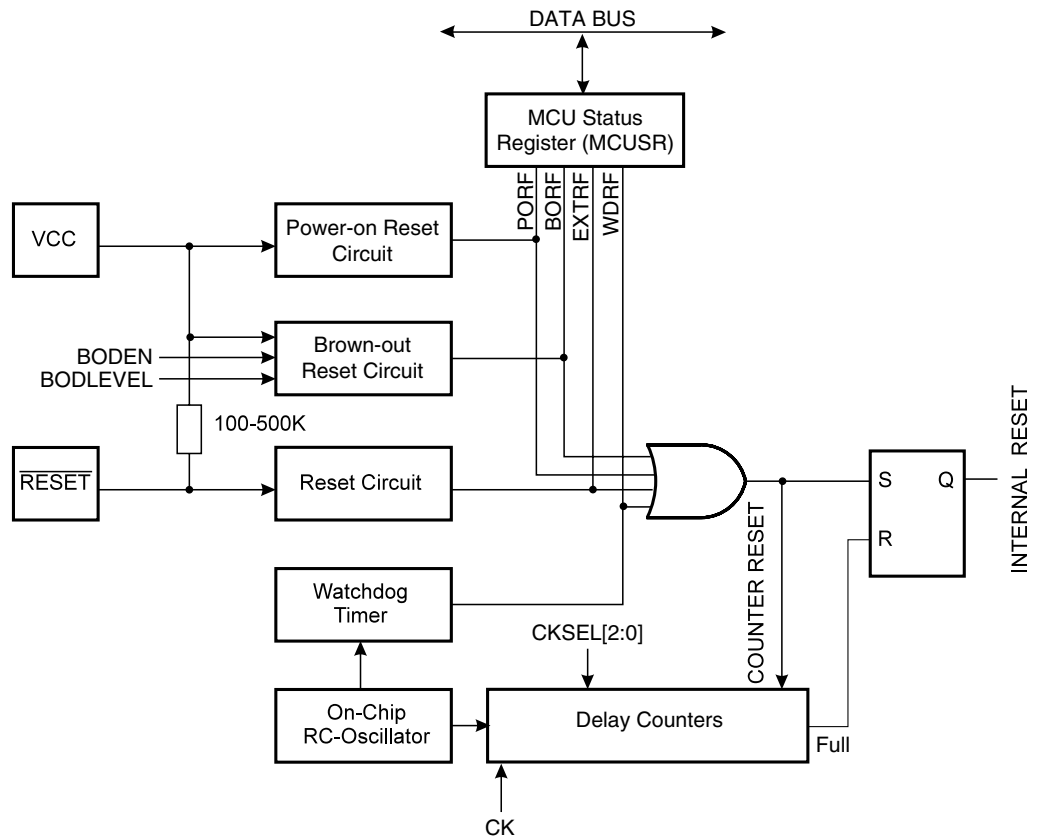 DATA BUS
MCU Status
Register (MCUSR)
PORF
BORF
EXTRF
WDRF
VCC
Power-on Reset
Circuit
BODEN
BODLEVEL
Brown-out
Reset Circuit
100-500K
RESET
Reset Circuit
S
Q
R
INTERNAL RESET
COUNTER RESET
Watchdog
Timer
CKSEL[2:0]
On-Chip
RC-Oscillator
Delay Counters
Full
CK